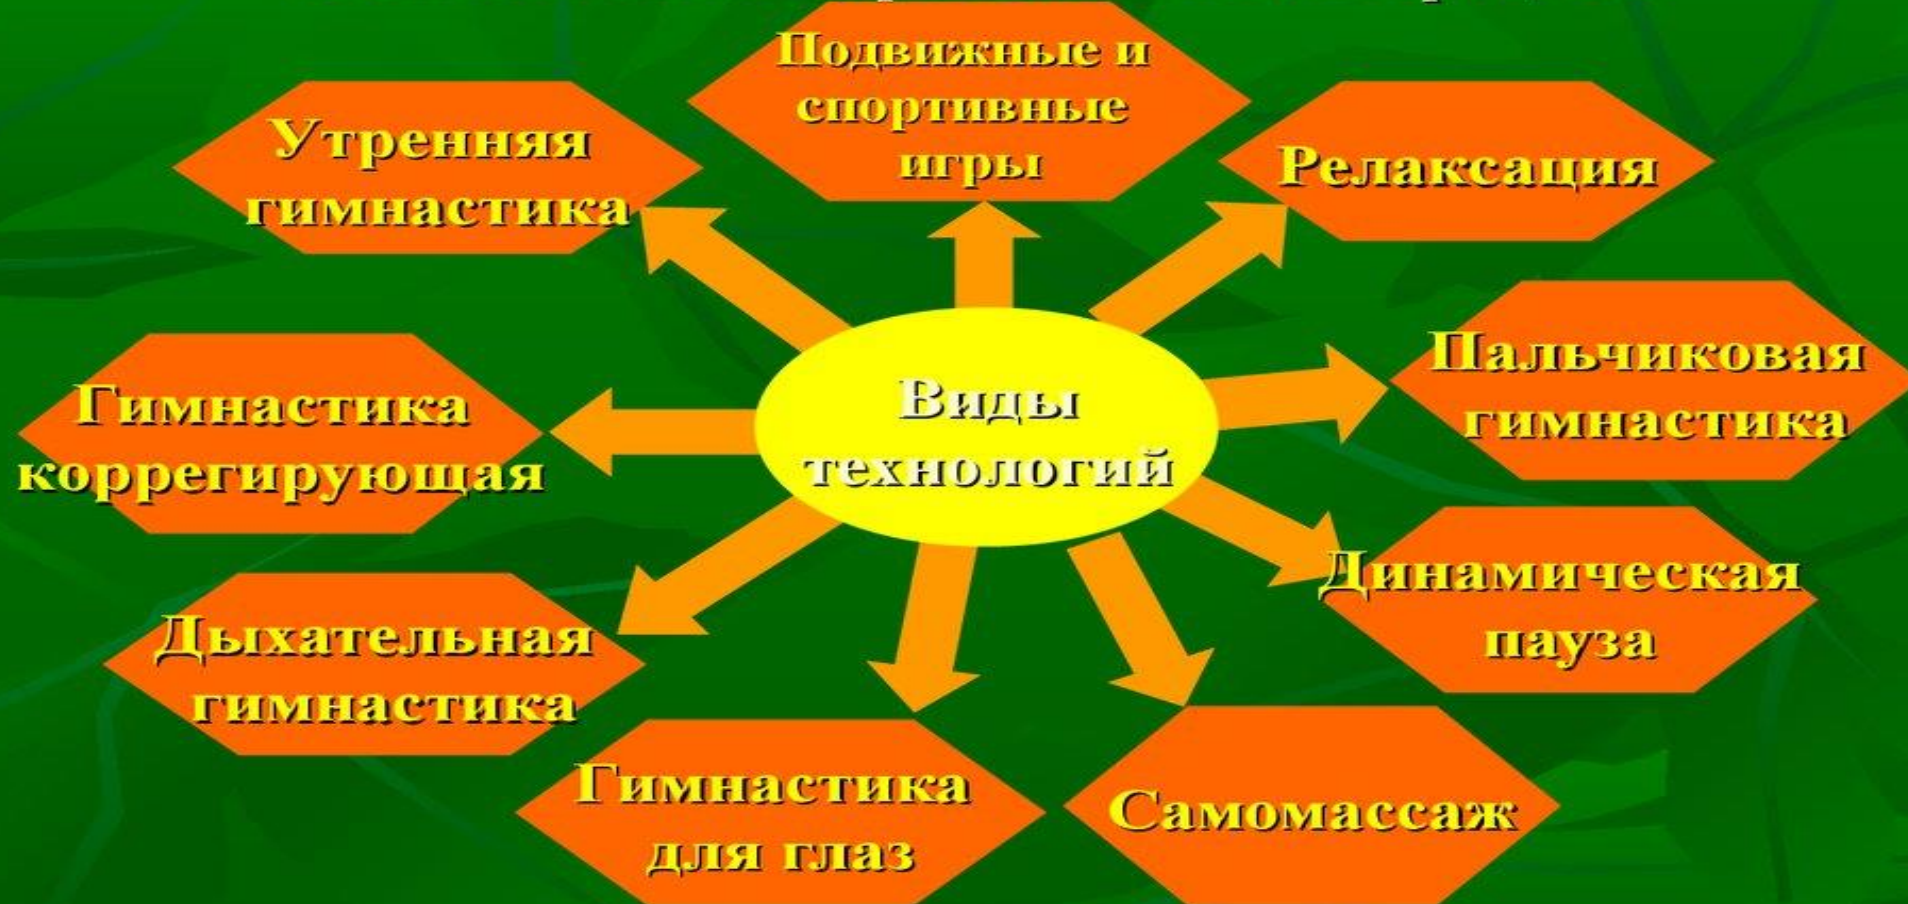 Подвижные и
спортивные
игры
Утренняя
гимнастика
Релаксация
Пальчиковая
гимнастика
Виды
технологий
Гимнастика
коррегирующая
Динамическая
пауза
Дыхательная
гимнастика
Гимнастика
для глаз
Самомассаж